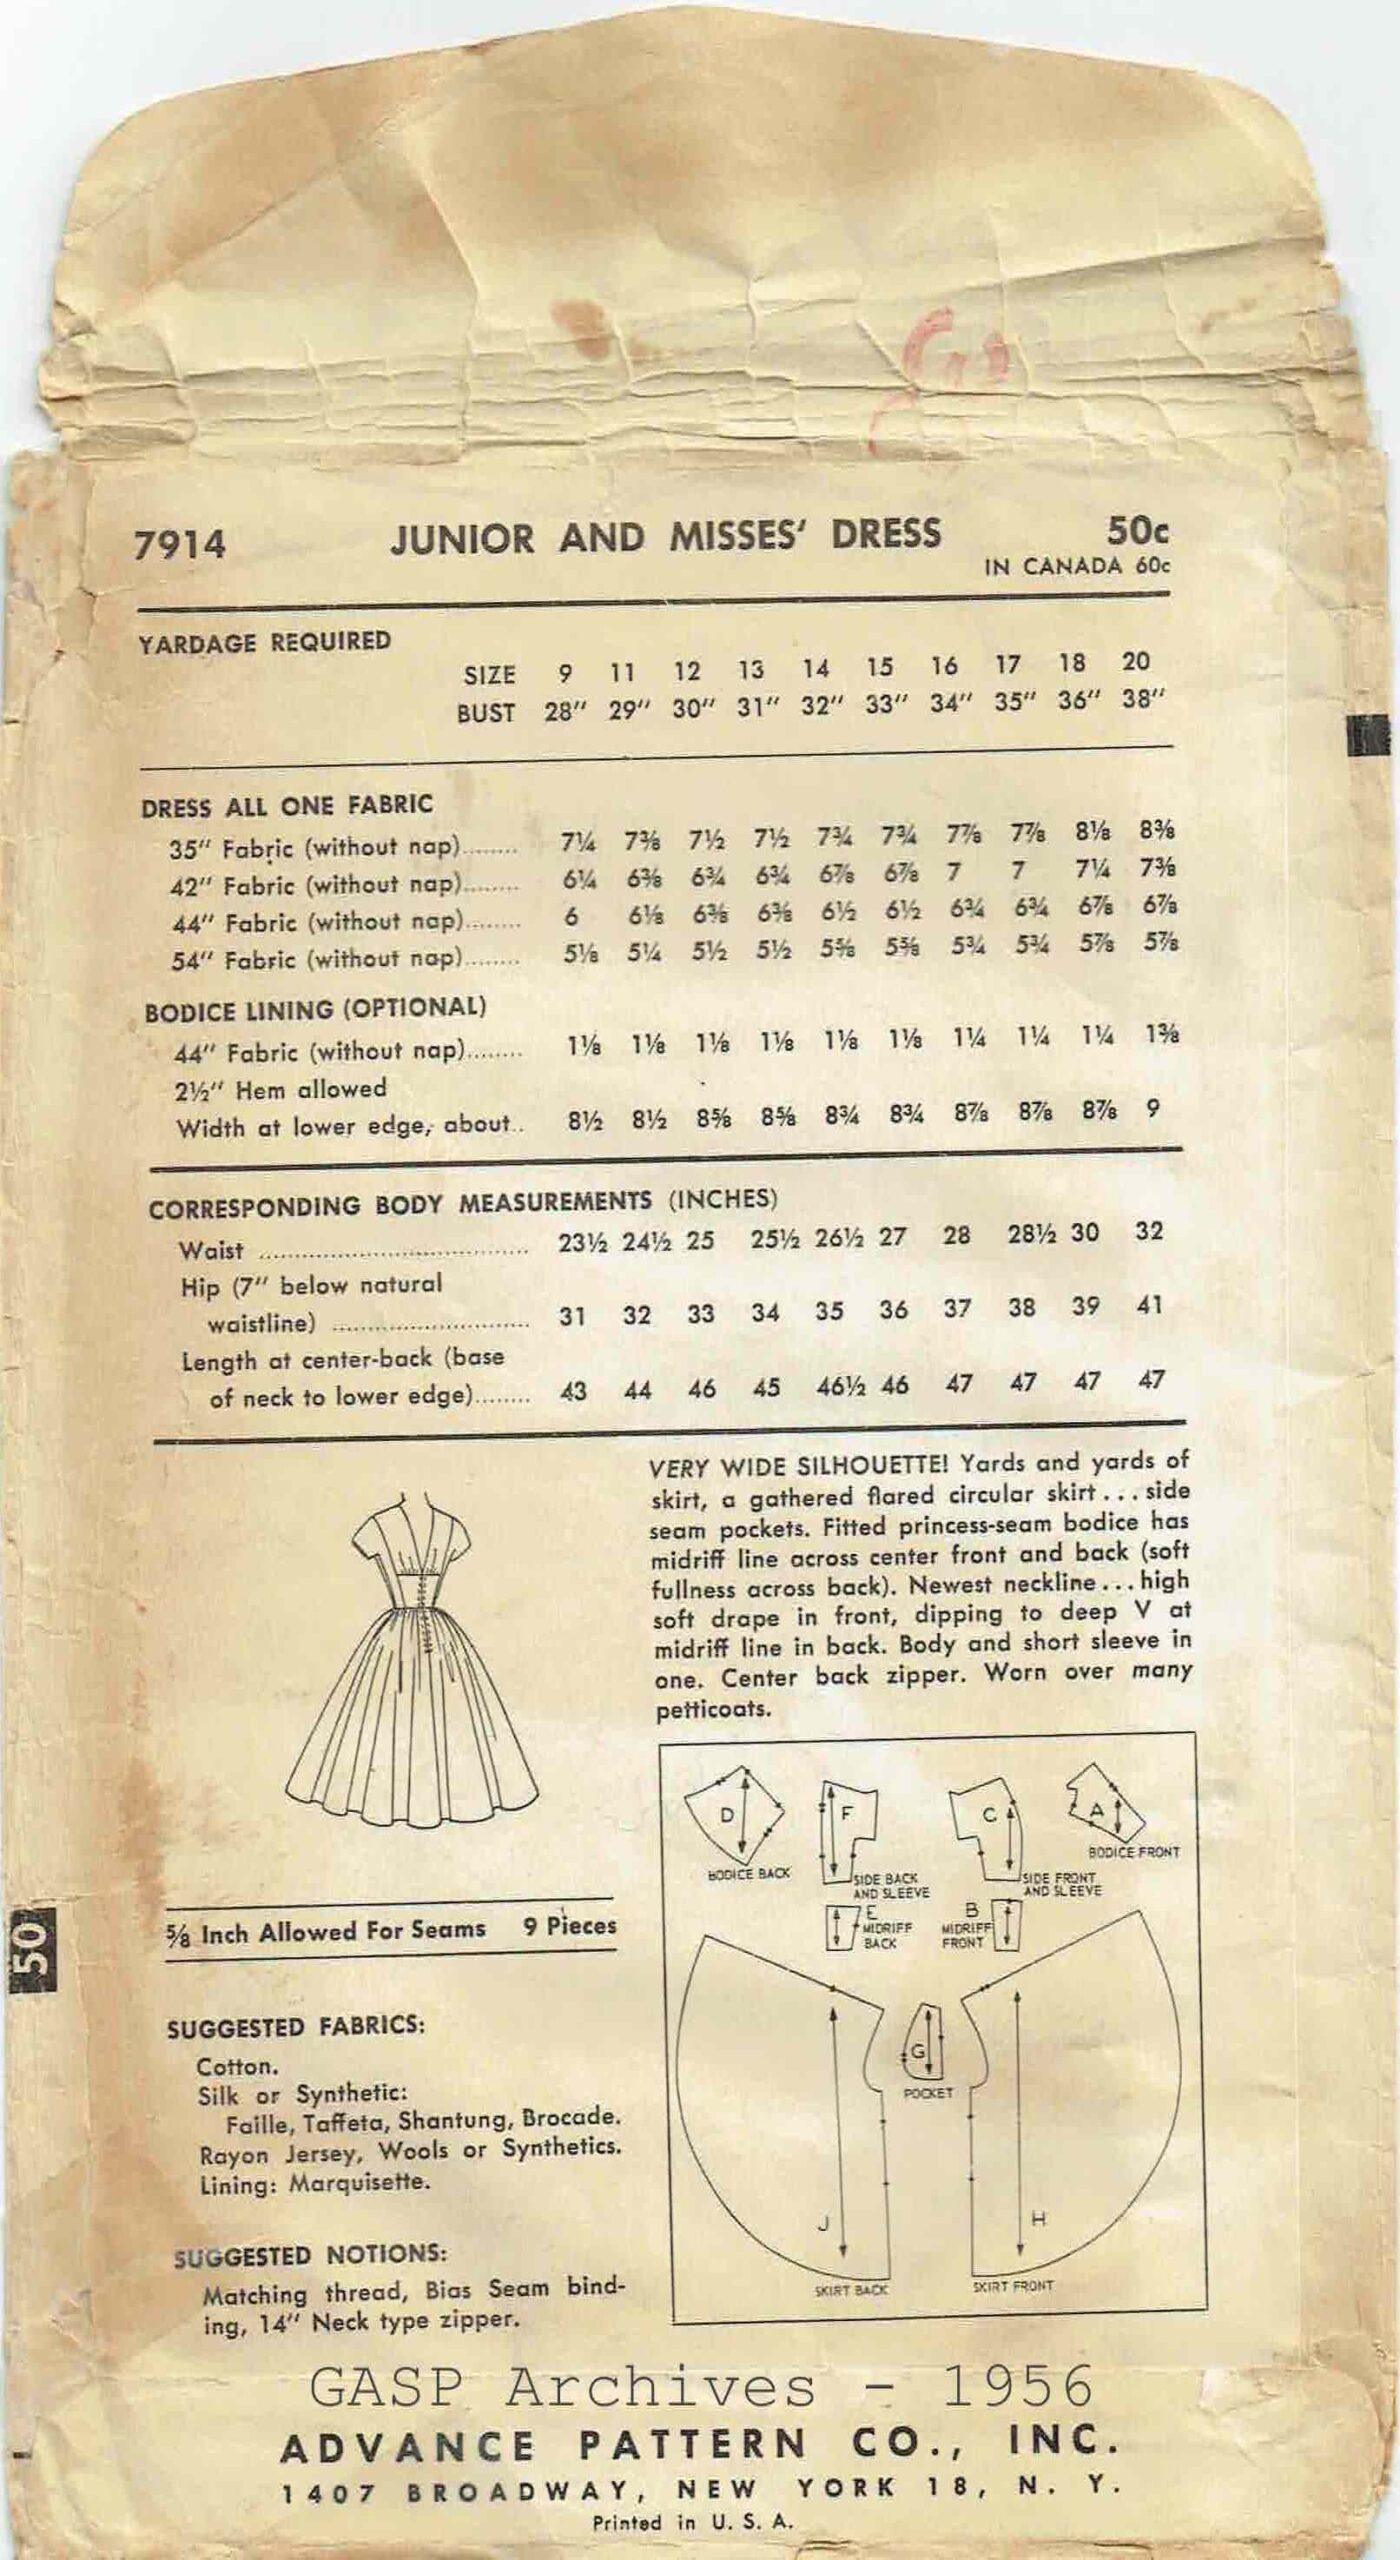 7914 JUNIOR AND MISSES' DRESS 50c
IN CANADA 60c
YARDAGE REQUIRED
SIZE 9 11 12 13 14 15 16 17 18 20
BUST 28" 29" 30" 31" 32" 33" 34" 35" 36" 38"
DRESS ALL ONE FABRIC
35" Fabric (without nap)........ 7¼ 7⅜ 7½ 7½ 7¾ 7¾ 7⅞ 7⅞ 8⅛ 8⅜
42" Fabric (without nap)........ 6¼ 6⅜ 6¾ 6¾ 6⅞ 6⅞ 7 7 7¼ 7⅜
44" Fabric (without nap)........ 6 6⅛ 6⅜ 6⅜ 6½ 6½ 6¾ 6¾ 6⅞ 6⅞
54" Fabric (without nap)........ 5⅛ 5¼ 5½ 5½ 5⅝ 5⅝ 5¾ 5¾ 5⅞ 5⅞
BODICE LINING (OPTIONAL)
44" Fabric (without nap)........ 1⅛ 1⅛ 1⅛ 1⅛ 1⅛ 1⅛ 1¼ 1¼ 1¼ 1⅜
2½" Hem allowed
Width at lower edge, about.. 8½ 8½ 8⅝ 8⅝ 8¾ 8¾ 8⅞ 8⅞ 8⅞ 9
CORRESPONDING BODY MEASUREMENTS (INCHES)
Waist ........ 23½ 24½ 25 25½ 26½ 27 28 28½ 30 32
Hip (7" below natural
waistline) ........ 31 32 33 34 35 36 37 38 39 41
Length at center-back (base
of neck to lower edge)........ 43 44 46 45 46½ 46 47 47 47 47
VERY WIDE SILHOUETTE! Yards and yards of
skirt, a gathered flared circular skirt . . . side
seam pockets. Fitted princess-seam bodice has
midriff line across center front and back (soft
fullness across back). Newest neckline . . . high
soft drape in front, dipping to deep V at
midriff line in back. Body and short sleeve in
one. Center back zipper. Worn over many
petticoats.
D
BODICE BACK
F
SIDE BACK
AND SLEEVE
C
SIDE FRONT
AND SLEEVE
A
BODICE FRONT
E
MIDRIFF
BACK
B
MIDRIFF
FRONT
G
POCKET
J
SKIRT BACK
H
SKIRT FRONT
⅝ Inch Allowed For Seams 9 Pieces
50
SUGGESTED FABRICS:
Cotton.
Silk or Synthetic:
Faille, Taffeta, Shantung, Brocade.
Rayon Jersey, Wools or Synthetics.
Lining: Marquisette.
SUGGESTED NOTIONS:
Matching thread, Bias Seam bind-
ing, 14" Neck type zipper.
GASP Archives - 1956
ADVANCE PATTERN CO., INC.
1407 BROADWAY, NEW YORK 18, N. Y.
Printed in U. S. A.